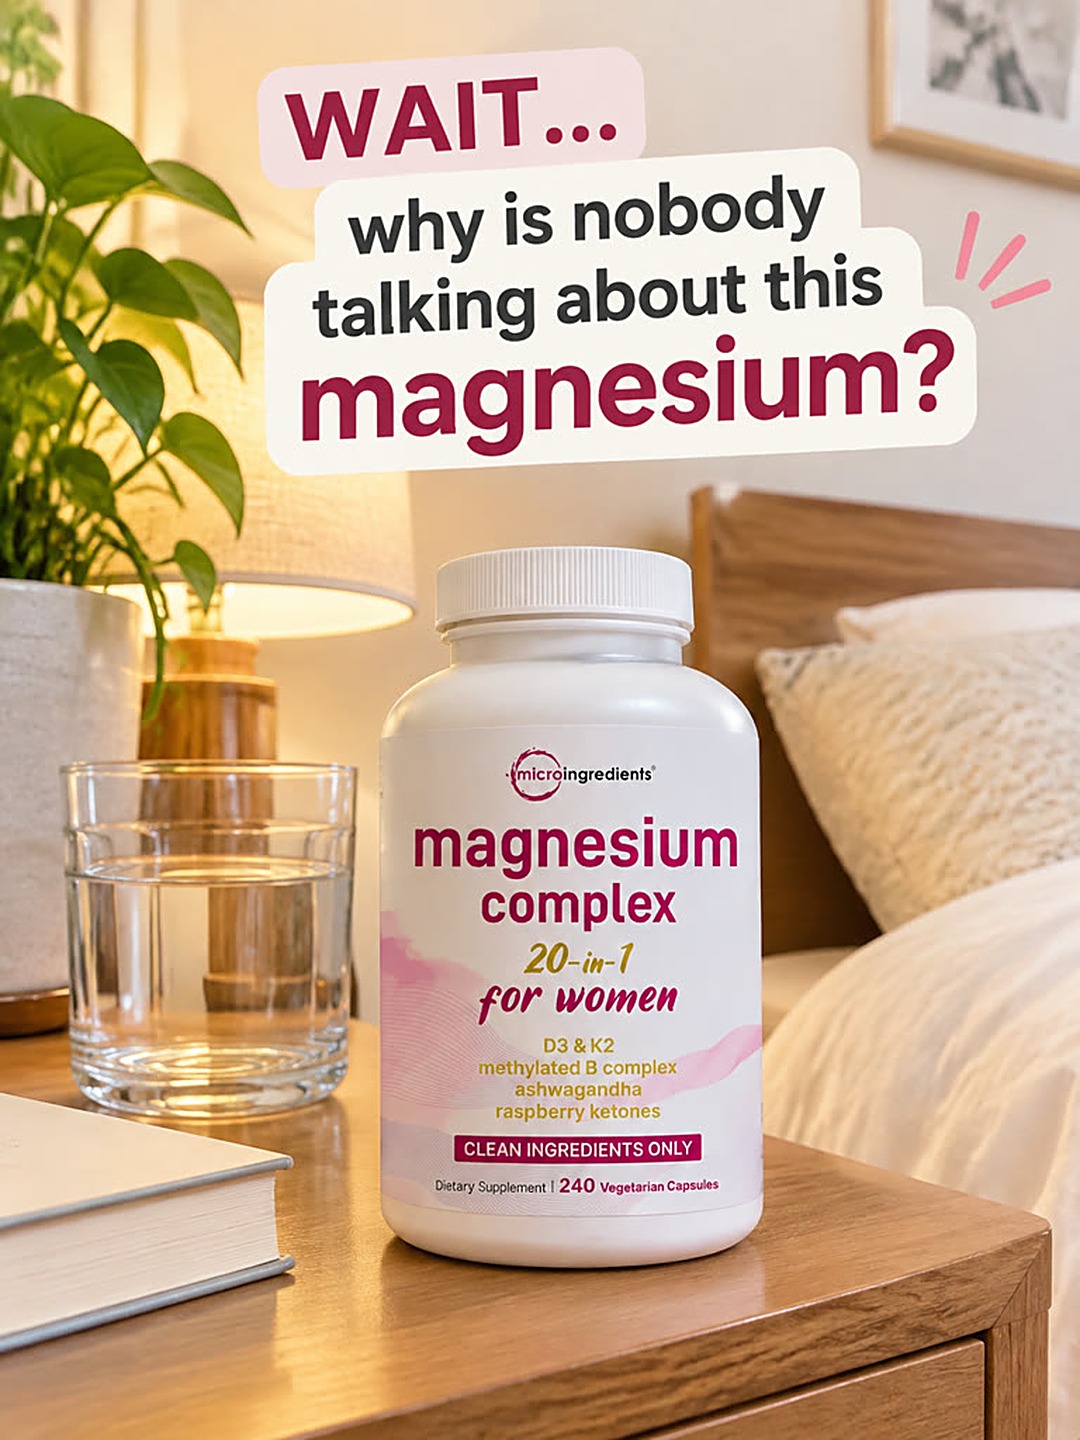 WAIT...
why is nobody
talking about this
magnesium?
microingredients®
magnesium
complex
20-in-1
for women
D3 & K2
methylated B complex
ashwagandha
raspberry ketones
CLEAN INGREDIENTS ONLY
Dietary Supplement | 240 Vegetarian Capsules